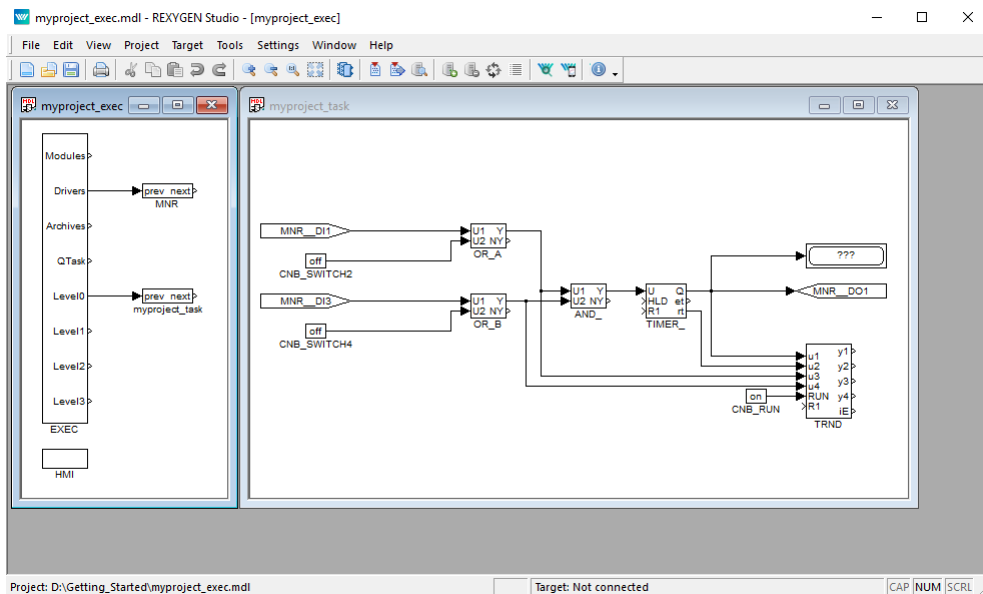 myproject_exec.mdl - REXYGEN Studio - [myproject_exec]
File Edit View Project Target Tools Settings Window Help
myproject_exec
Modules
Drivers
prev next
MNR
Archives
QTask
Level0
prev next
myproject_task
Level1
Level2
Level3
EXEC
HMI
myproject_task
MNR__DI1
U1 Y
U2 NY
OR_A
off
CNB_SWITCH2
MNR__DI3
U1 Y
U2 NY
OR_B
off
CNB_SWITCH4
U1 Y
U2 NY
AND_
U Q
HLD et
R1 rt
TIMER_
???
MNR__DO1
u1 y1
u2 y2
u3 y3
u4 y4
RUN iE
R1
TRND
on
CNB_RUN
Project: D:\Getting_Started\myproject_exec.mdl
Target: Not connected
CAP NUM SCRL